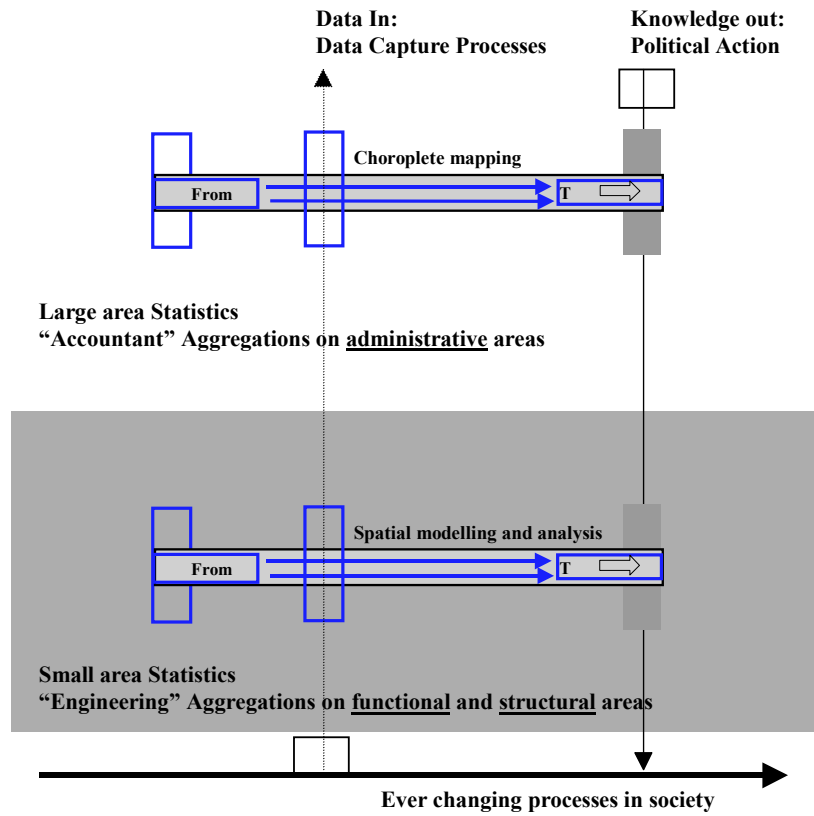 Data In:
Data Capture Processes
Knowledge out:
Political Action
Choroplete mapping
From
T
Large area Statistics
“Accountant” Aggregations on administrative areas
Spatial modelling and analysis
From
T
Small area Statistics
“Engineering” Aggregations on functional and structural areas
Ever changing processes in society